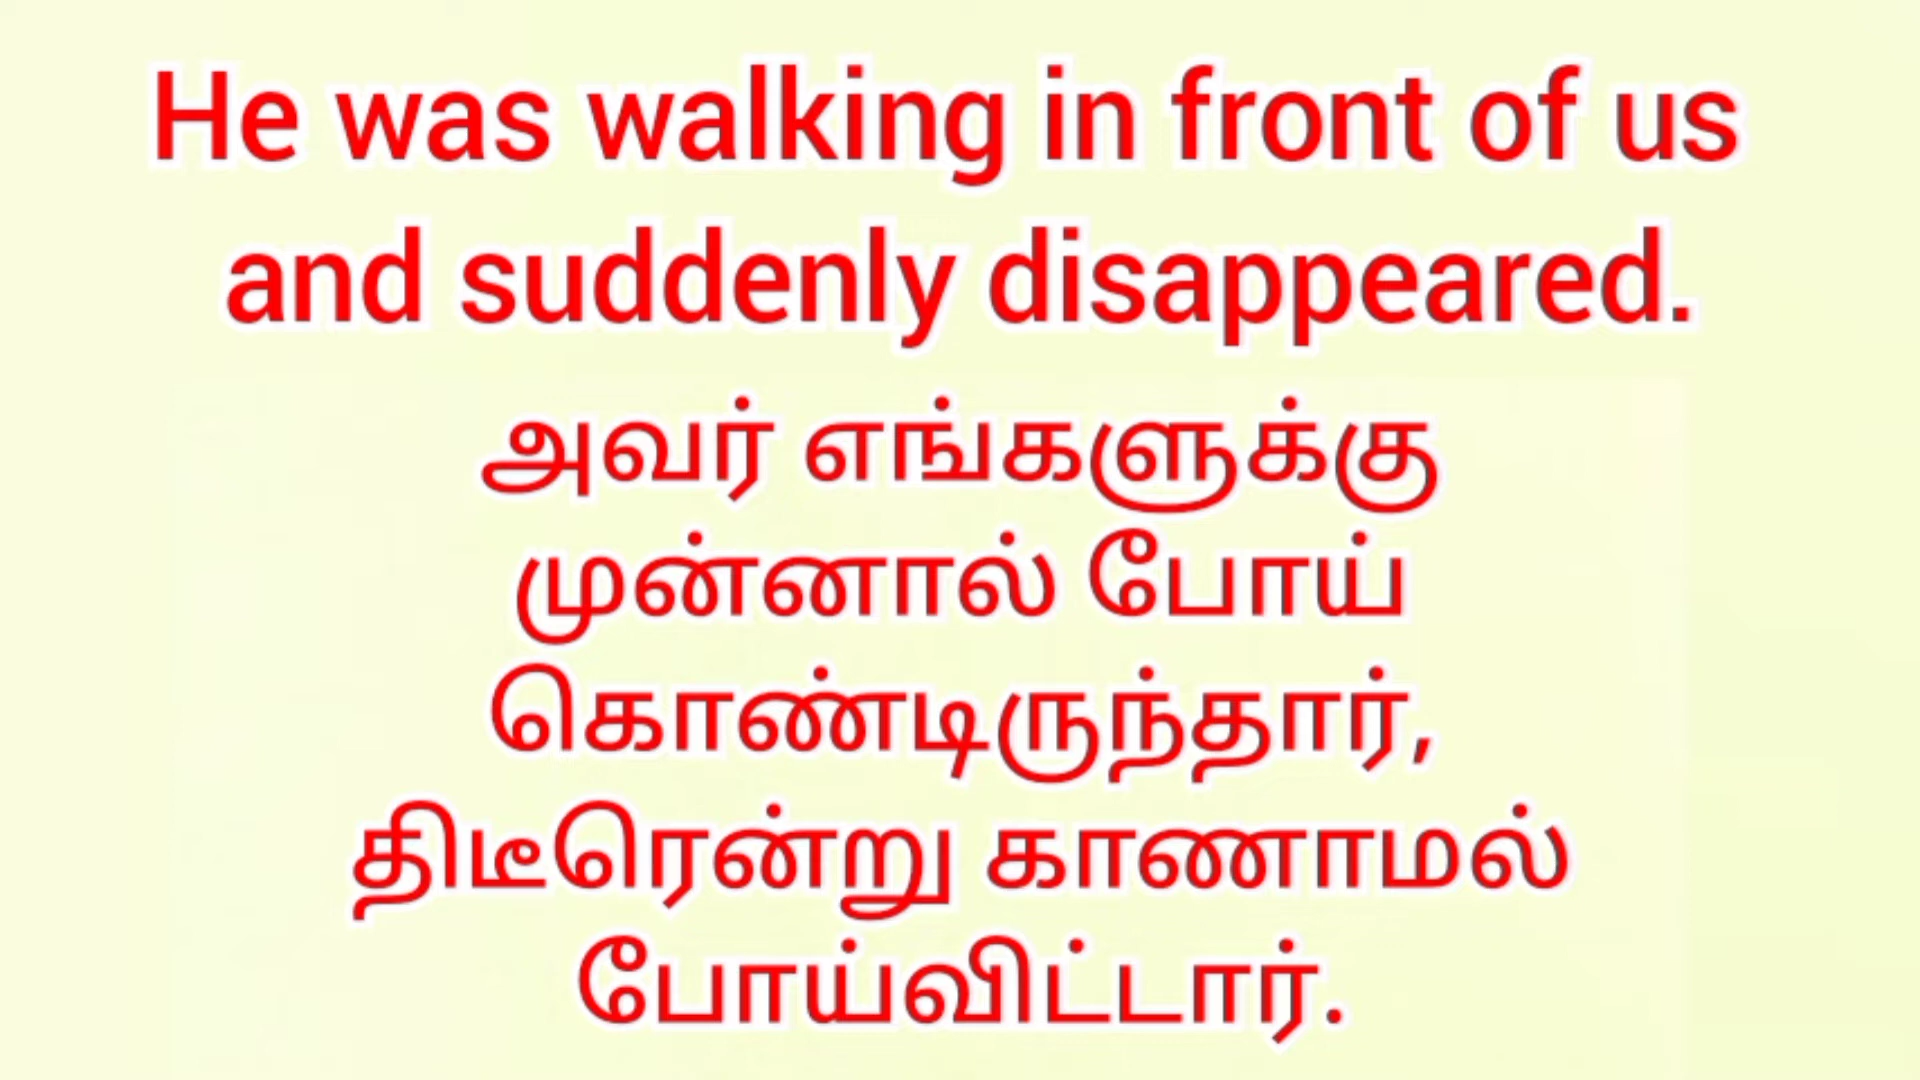 He was walking in front of us
and suddenly disappeared.
அவர் எங்களுக்கு
முன்னால் போய்
கொண்டிருந்தார்,
திடீரென்று காணாமல்
போய்விட்டார்.